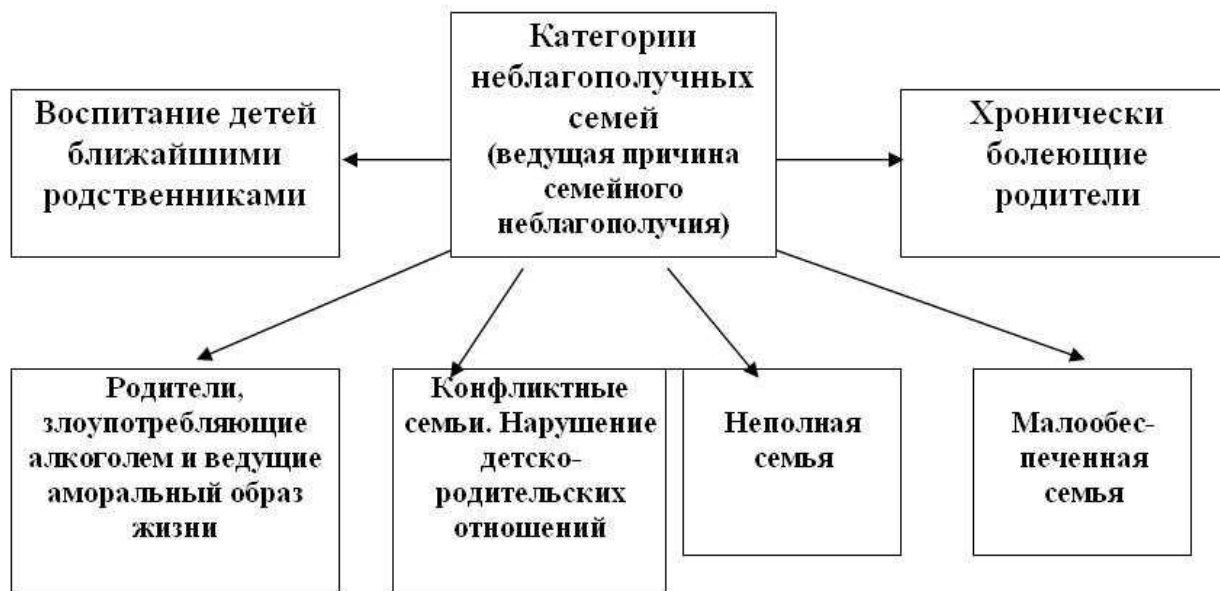 Категории
неблагополучных
семей
(ведущая причина
семейного
неблагополучия)
Воспитание детей
ближайшими
родственниками
Хронически
болеющие
родители
Родители,
злоупотребляющие
алкоголем и ведущие
аморальный образ
жизни
Конфликтные
семьи. Нарушение
детско-
родительских
отношений
Неполная
семья
Малообес-
печенная
семья